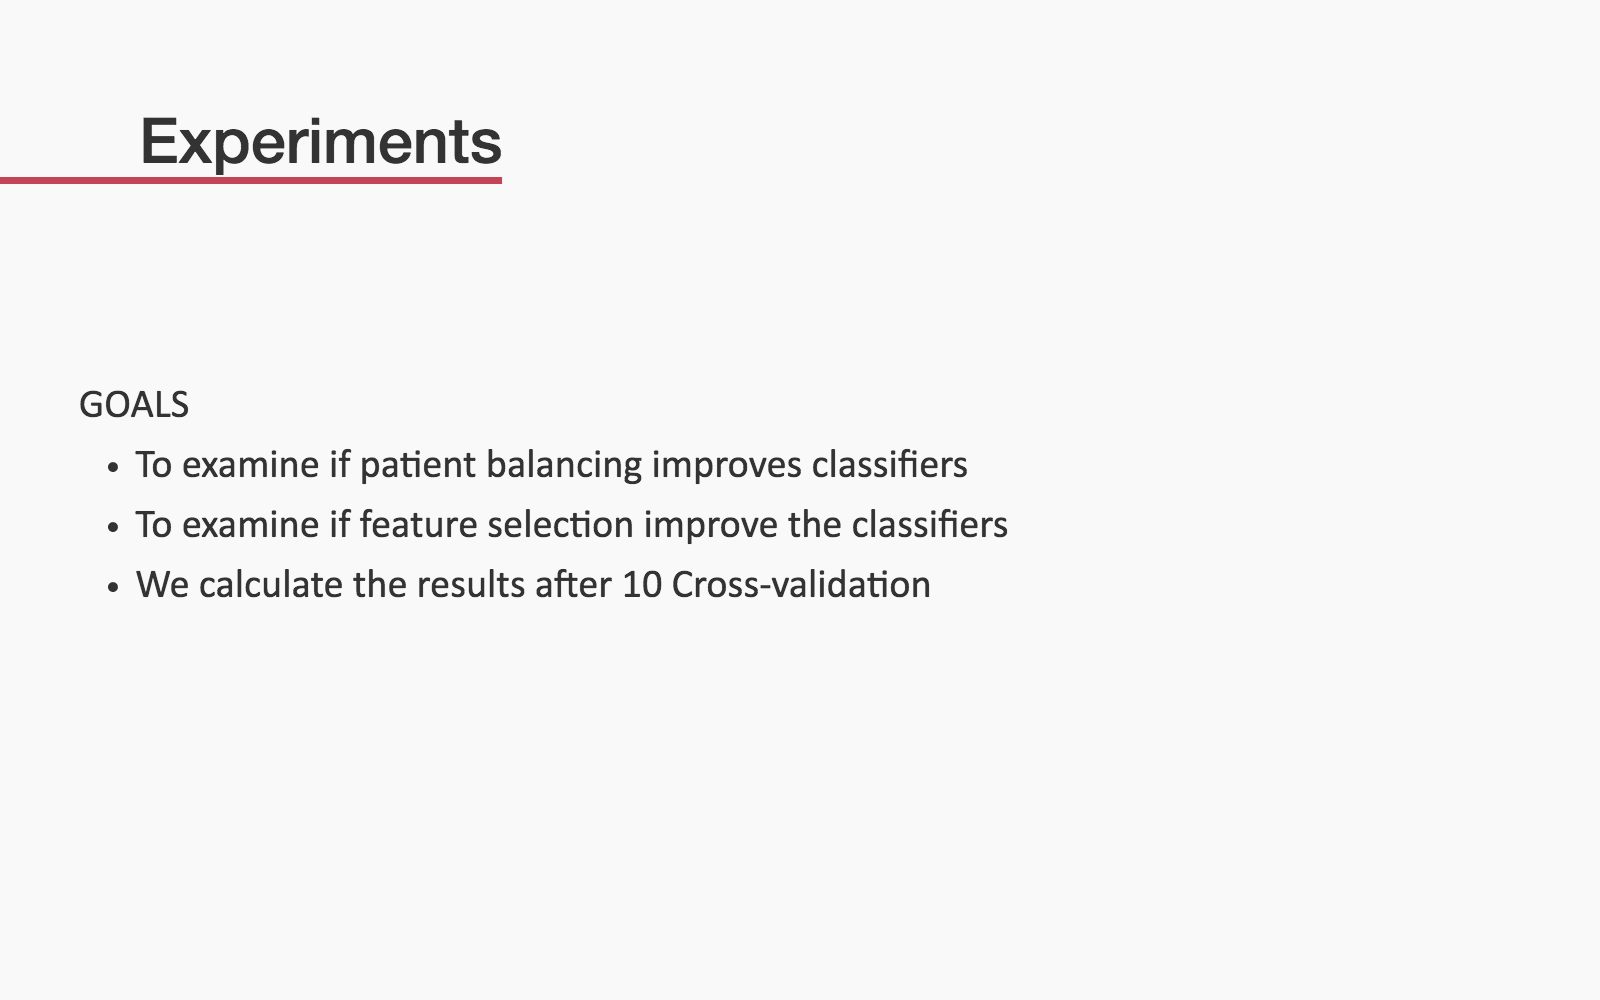 Experiments
GOALS
• To examine if patient balancing improves classifiers
• To examine if feature selection improve the classifiers
• We calculate the results after 10 Cross-validation